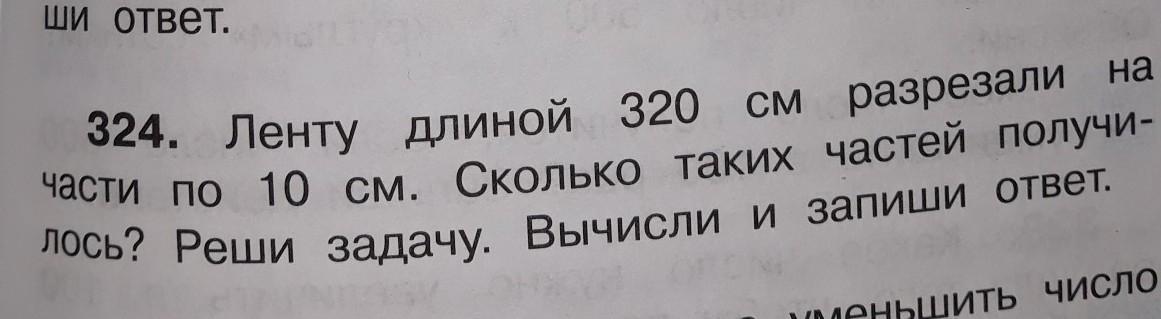 ши ответ.
324. Ленту длиной 320 см разрезали на
части по 10 см. Сколько таких частей получи-
лось? Реши задачу. Вычисли и запиши ответ.
уменьшить число